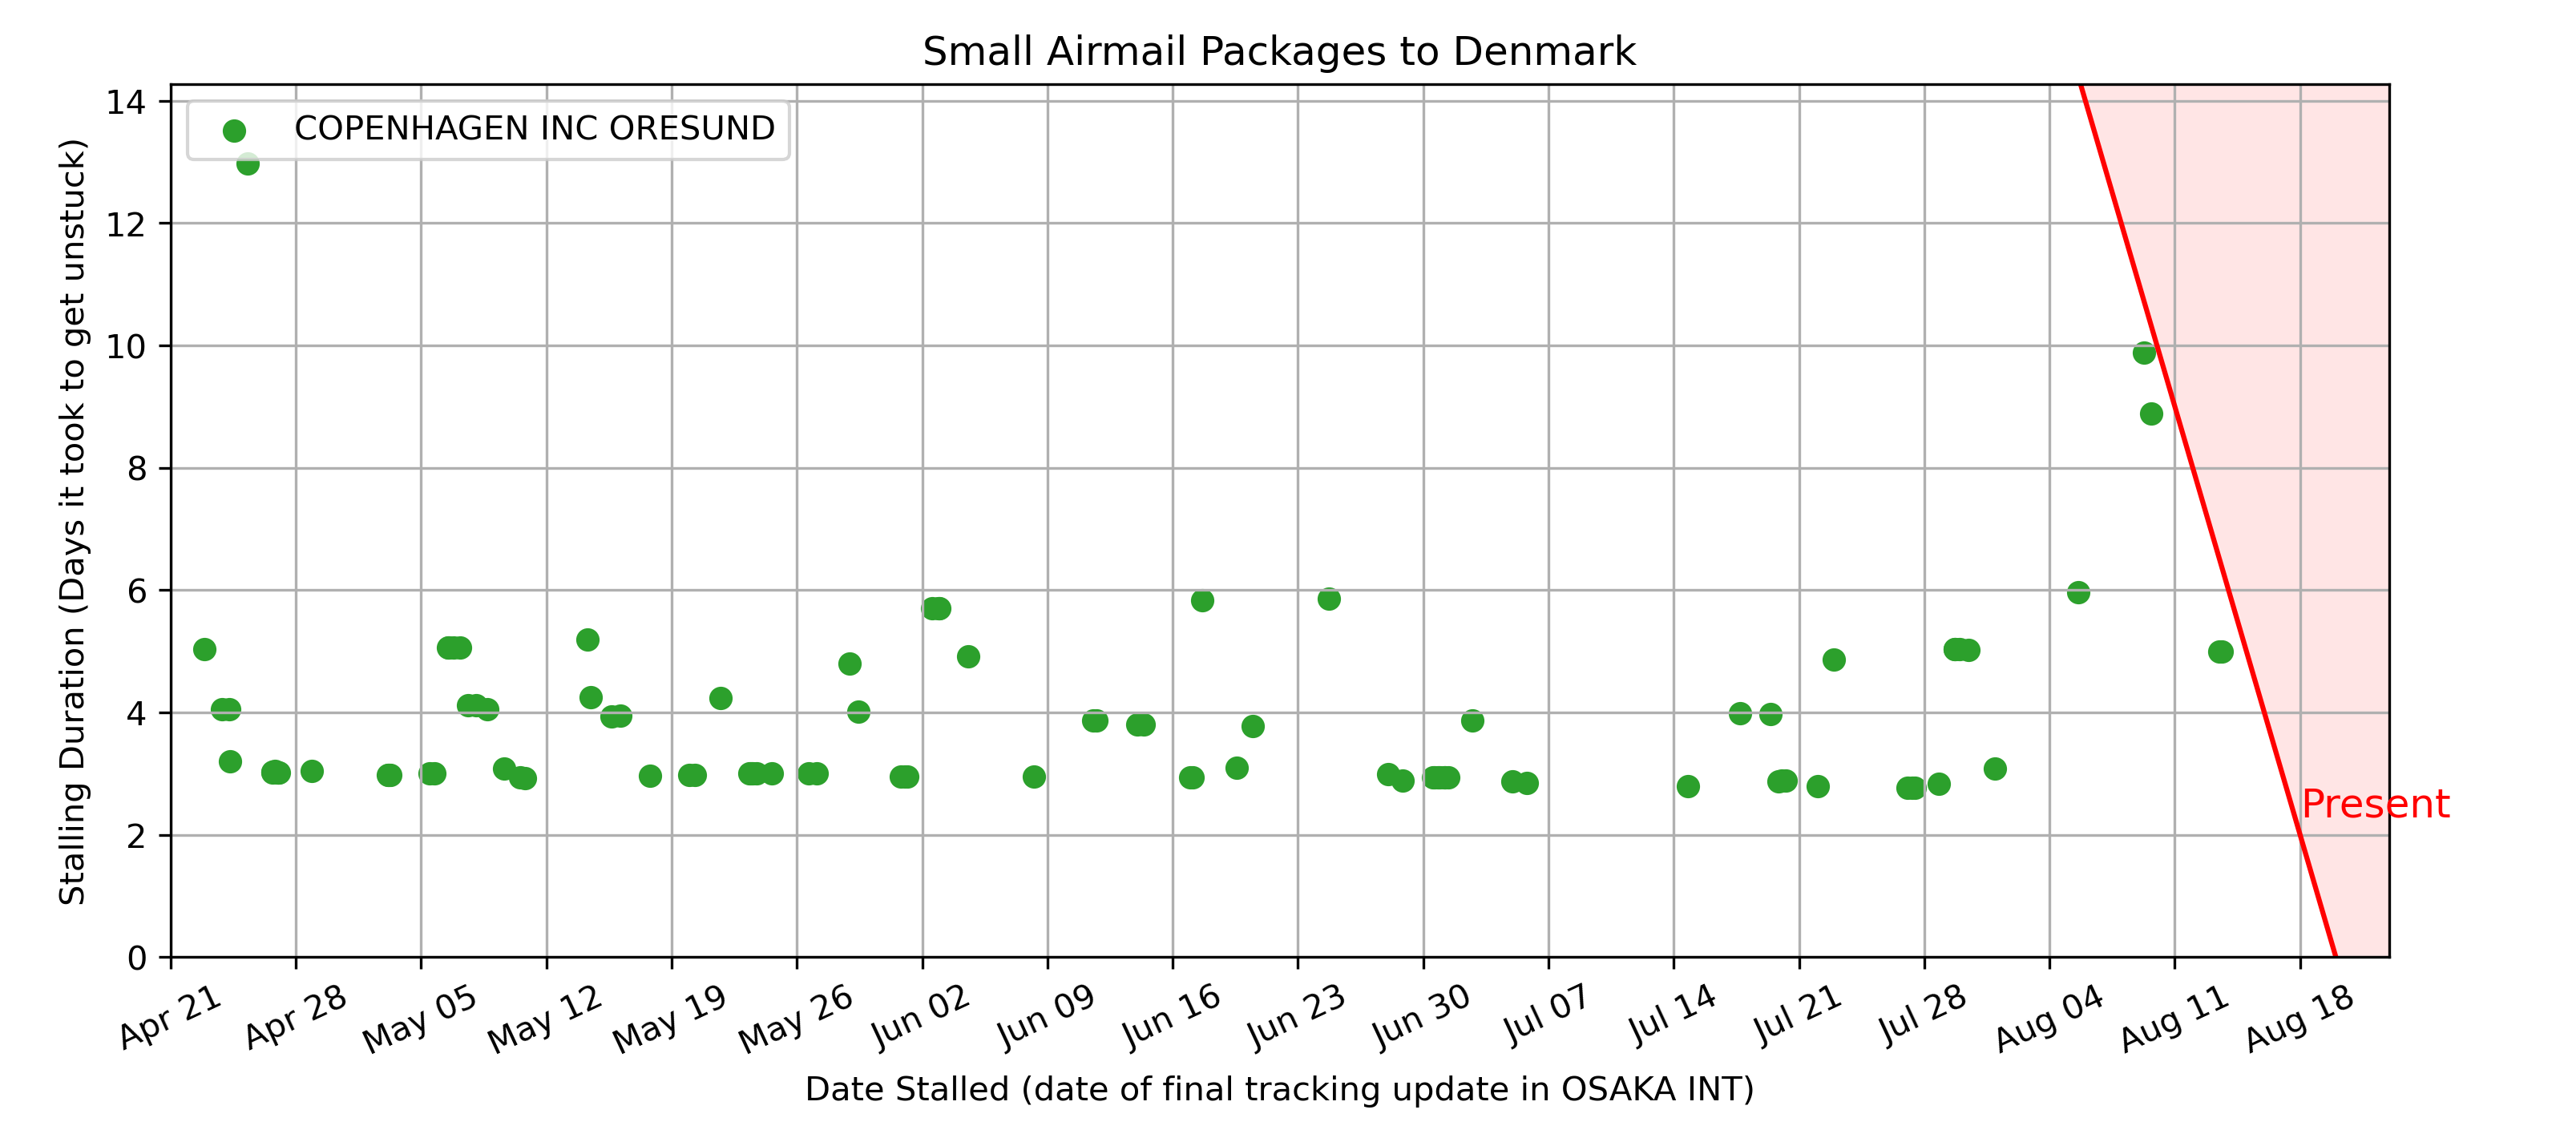 Small Airmail Packages to Denmark
COPENHAGEN INC ORESUND
Stalling Duration (Days it took to get unstuck)
14
12
10
8
6
4
2
0
Present
Apr 21
Apr 28
May 05
May 12
May 19
May 26
Jun 02
Jun 09
Jun 16
Jun 23
Jun 30
Jul 07
Jul 14
Jul 21
Jul 28
Aug 04
Aug 11
Aug 18
Date Stalled (date of final tracking update in OSAKA INT)